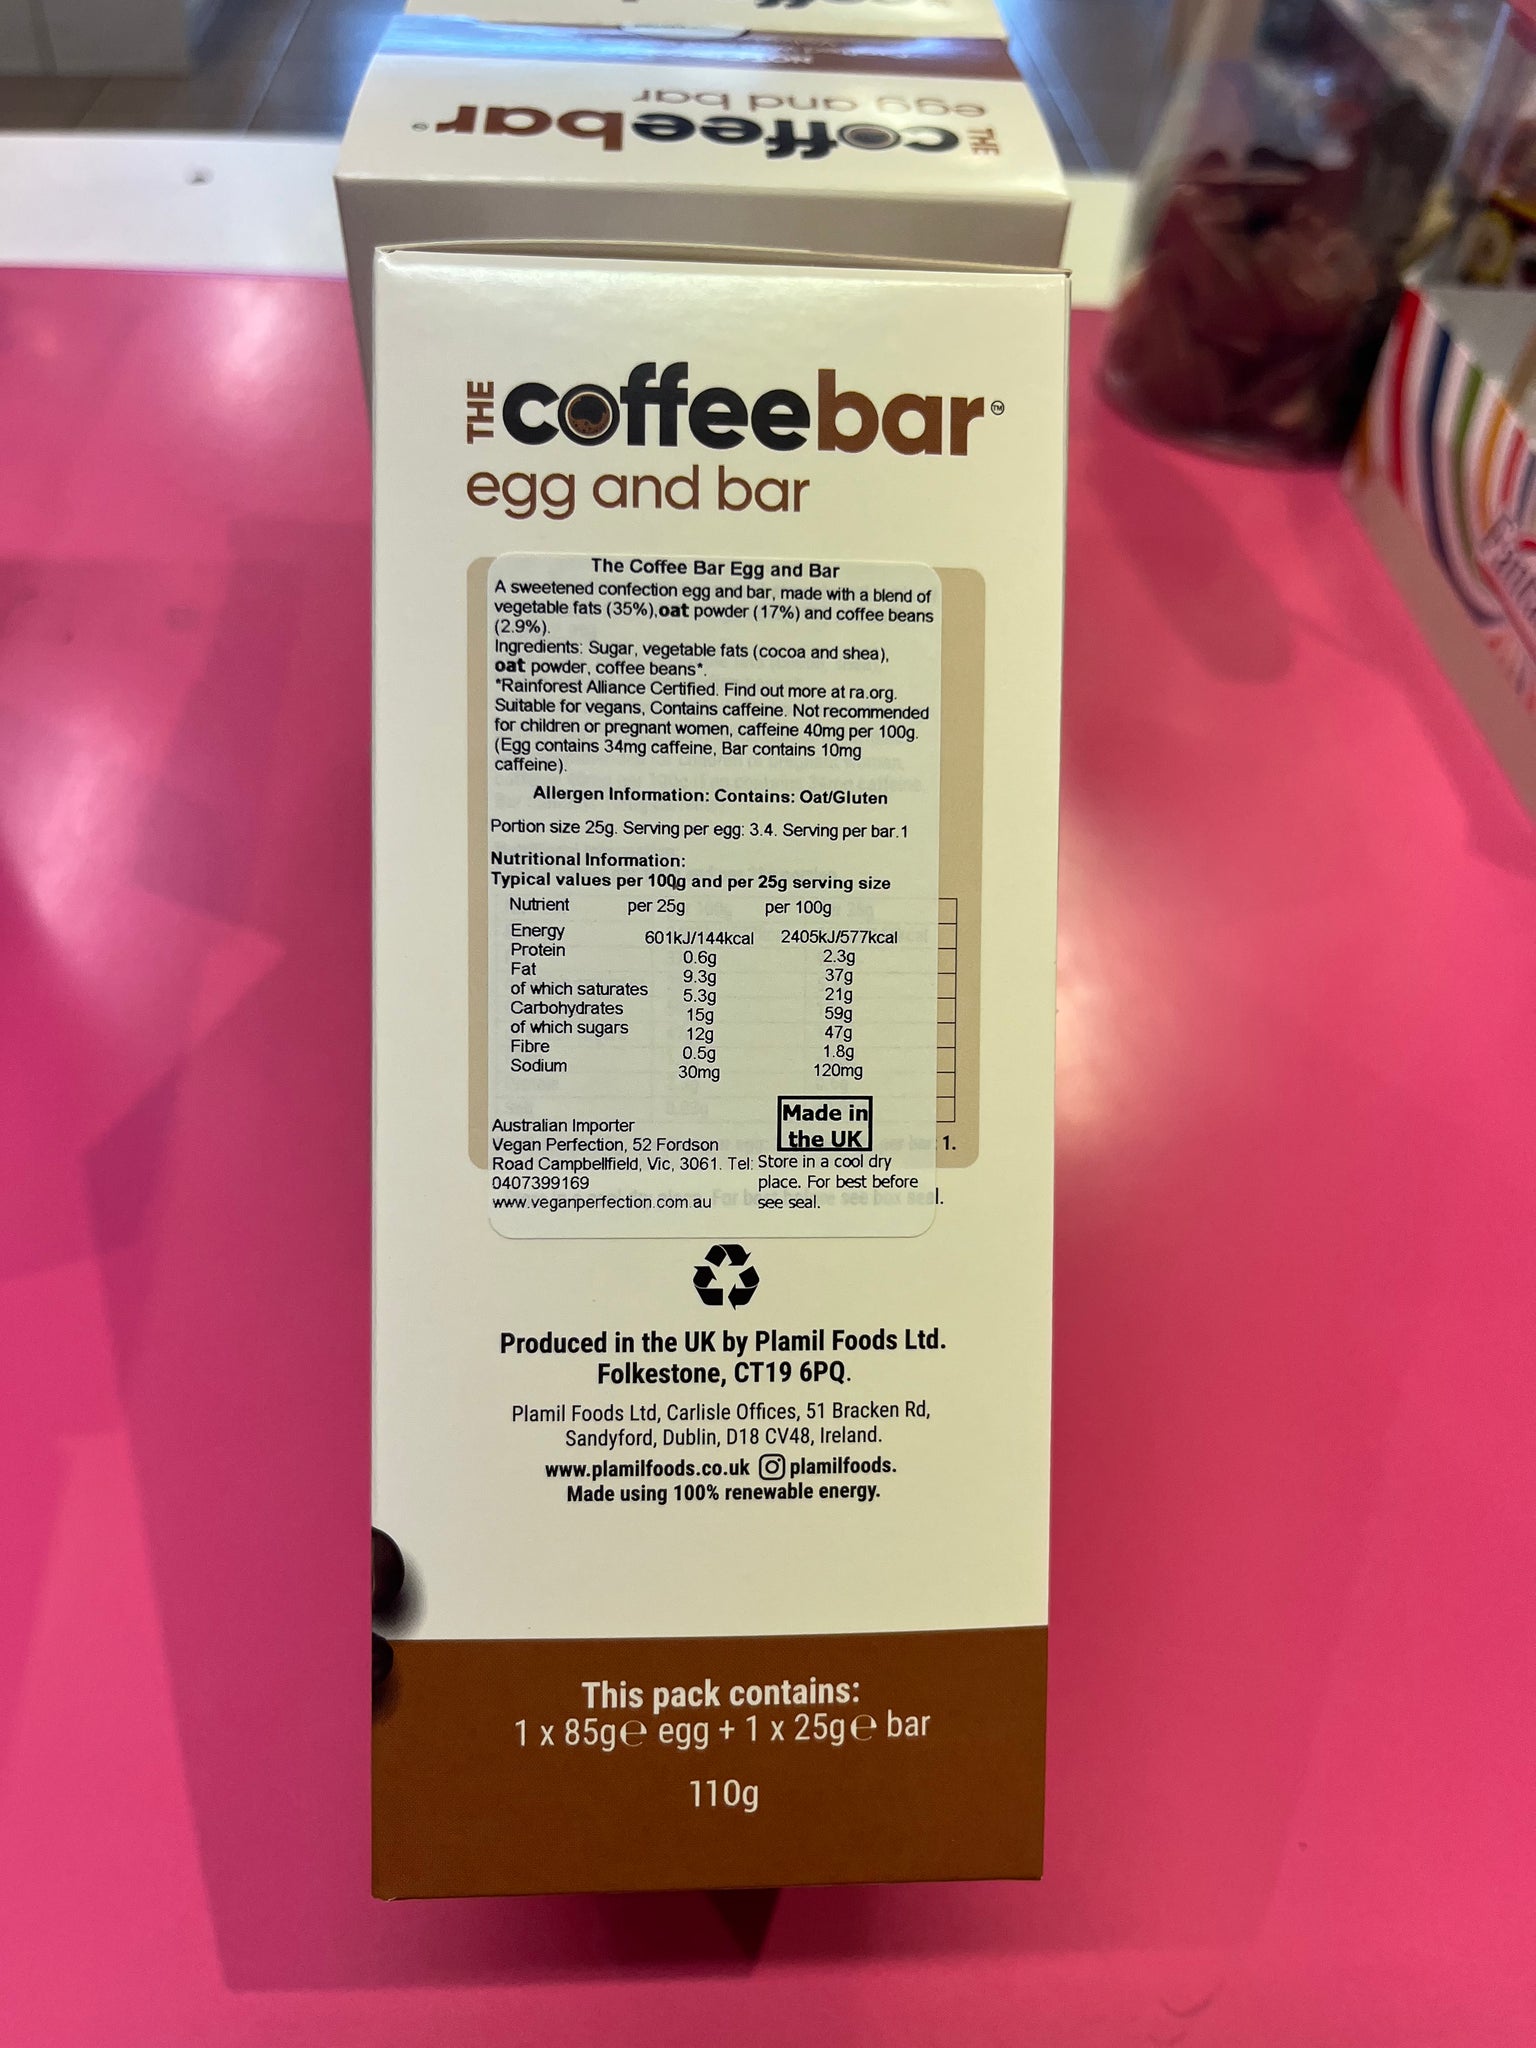 THE coffeebar
egg and bar
THE coffeebar™
egg and bar
The Coffee Bar Egg and Bar
A sweetened confection egg and bar, made with a blend of
vegetable fats (35%),oat powder (17%) and coffee beans
(2.9%).
Ingredients: Sugar, vegetable fats (cocoa and shea),
oat powder, coffee beans*.
*Rainforest Alliance Certified. Find out more at ra.org.
Suitable for vegans, Contains caffeine. Not recommended
for children or pregnant women, caffeine 40mg per 100g.
(Egg contains 34mg caffeine, Bar contains 10mg
caffeine).
Allergen Information: Contains: Oat/Gluten
Portion size 25g. Serving per egg: 3.4. Serving per bar.1
Nutritional Information:
Typical values per 100g and per 25g serving size
Nutrient per 25g per 100g
Energy 601kJ/144kcal 2405kJ/577kcal
Protein 0.6g 2.3g
Fat 9.3g 37g
of which saturates 5.3g 21g
Carbohydrates 15g 59g
of which sugars 12g 47g
Fibre 0.5g 1.8g
Sodium 30mg 120mg
Australian Importer
Vegan Perfection, 52 Fordson
Road Campbellfield, Vic, 3061. Tel:
0407399169
www.veganperfection.com.au
Made in
the UK
Store in a cool dry
place. For best before
see seal.
1.
Produced in the UK by Plamil Foods Ltd.
Folkestone, CT19 6PQ.
Plamil Foods Ltd, Carlisle Offices, 51 Bracken Rd,
Sandyford, Dublin, D18 CV48, Ireland.
www.plamilfoods.co.uk plamilfoods.
Made using 100% renewable energy.
This pack contains:
1 x 85g℮ egg + 1 x 25g℮ bar
110g